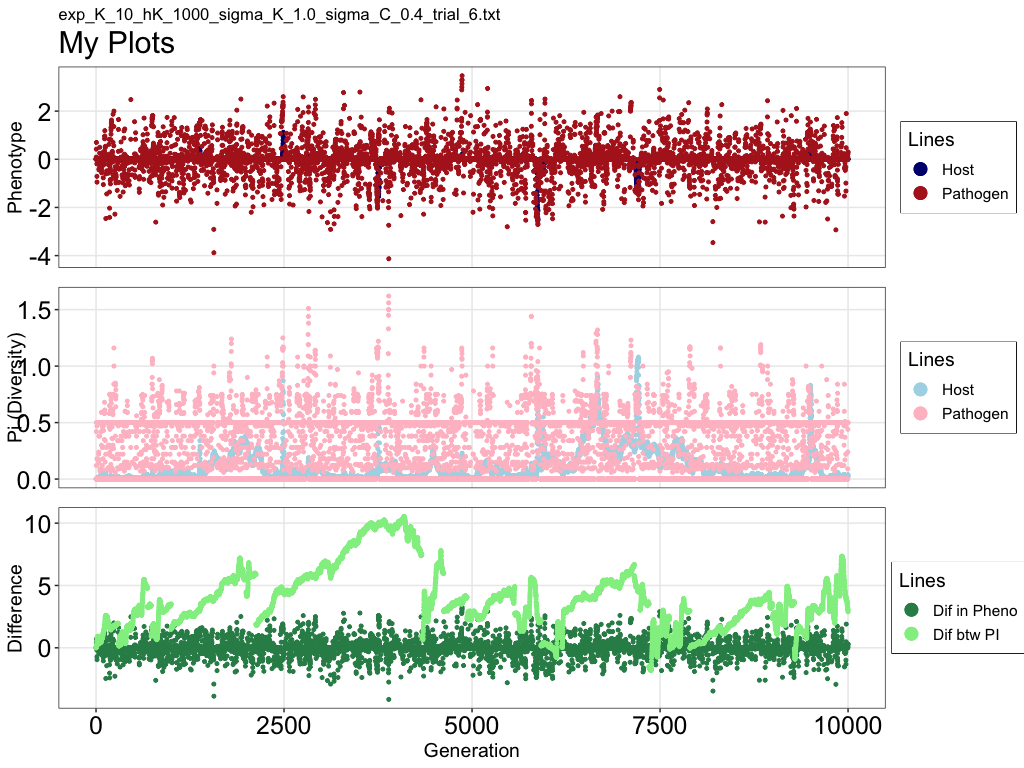 exp_K_10_hK_1000_sigma_K_1.0_sigma_C_0.4_trial_6.txt
My Plots
Phenotype
2
0
-2
-4
Lines
Host
Pathogen
Pi (Diversity)
1.5
1.0
0.5
0.0
Lines
Host
Pathogen
Difference
10
5
0
Lines
Dif in Pheno
Dif btw PI
0 2500 5000 7500 10000
Generation